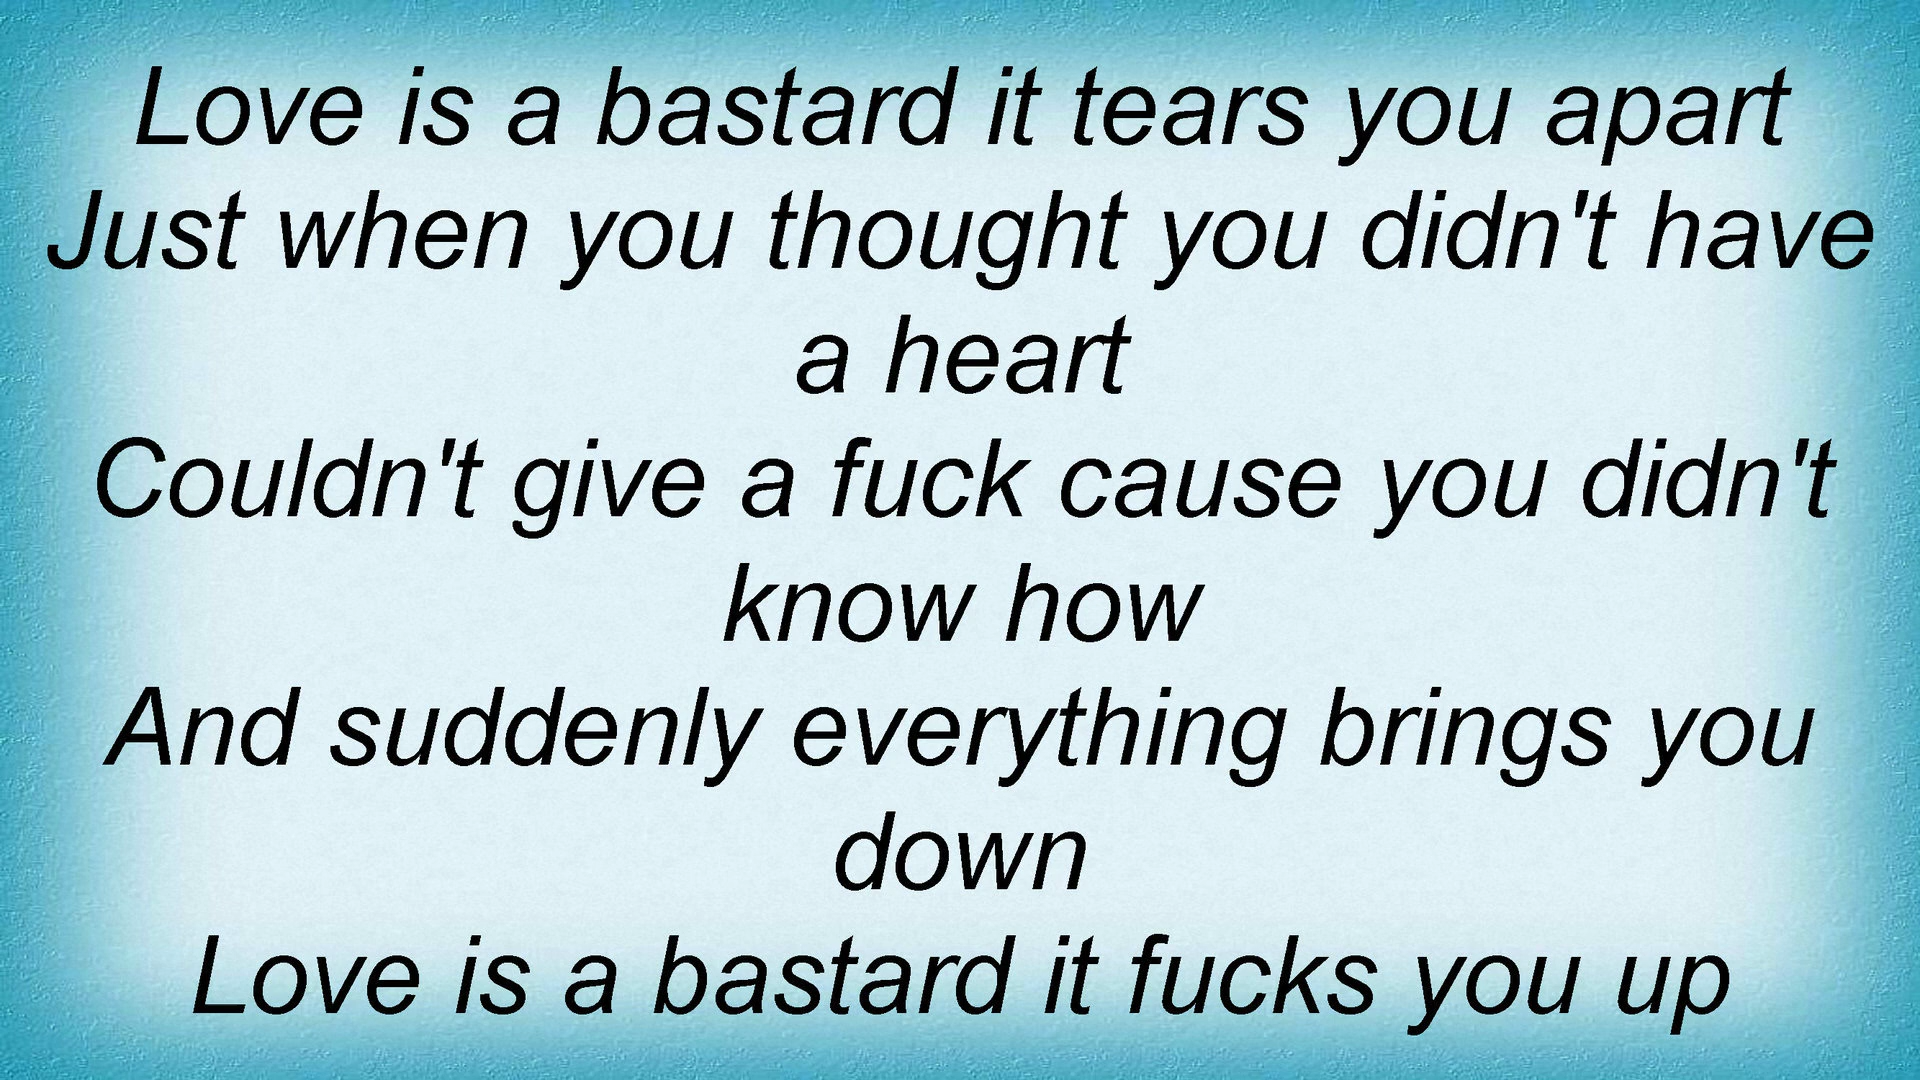 Love is a bastard it tears you apart
Just when you thought you didn't have
a heart
Couldn't give a fuck cause you didn't
know how
And suddenly everything brings you
down
Love is a bastard it fucks you up